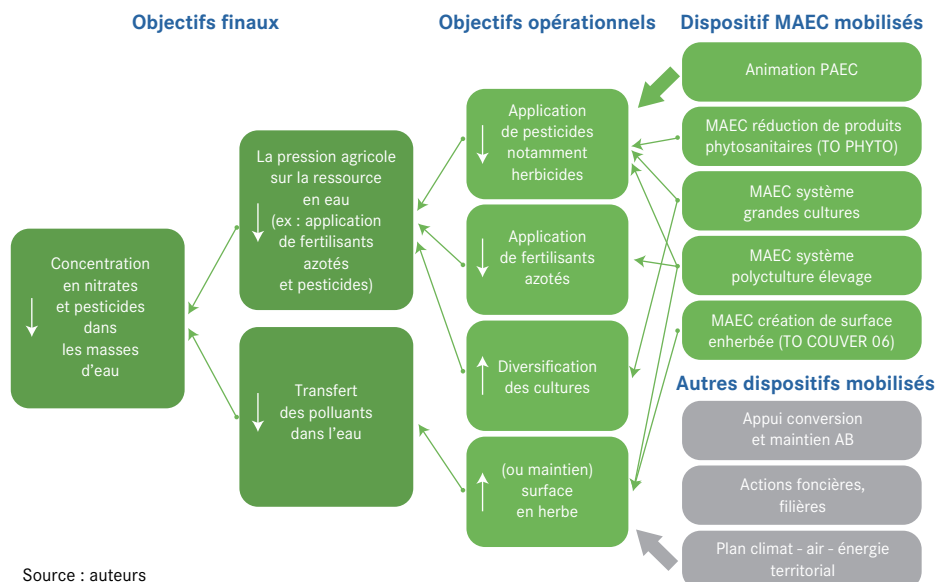 Objectifs finaux
Objectifs opérationnels
Dispositif MAEC mobilisés
Concentration
en nitrates
et pesticides
dans
les masses
d'eau
La pression agricole
sur la ressource
en eau
(ex : application
de fertilisants
azotés
et pesticides)
Transfert
des polluants
dans l'eau
Application
de pesticides
notamment
herbicides
Application
de fertilisants
azotés
Diversification
des cultures
(ou maintien)
surface
en herbe
Animation PAEC
MAEC réduction de produits
phytosanitaires (TO PHYTO)
MAEC système
grandes cultures
MAEC système
polyctulture élevage
MAEC création de surface
enherbée (TO COUVER 06)
Autres dispositifs mobilisés
Appui conversion
et maintien AB
Actions foncières,
filières
Plan climat - air - énergie
territorial
Source : auteurs